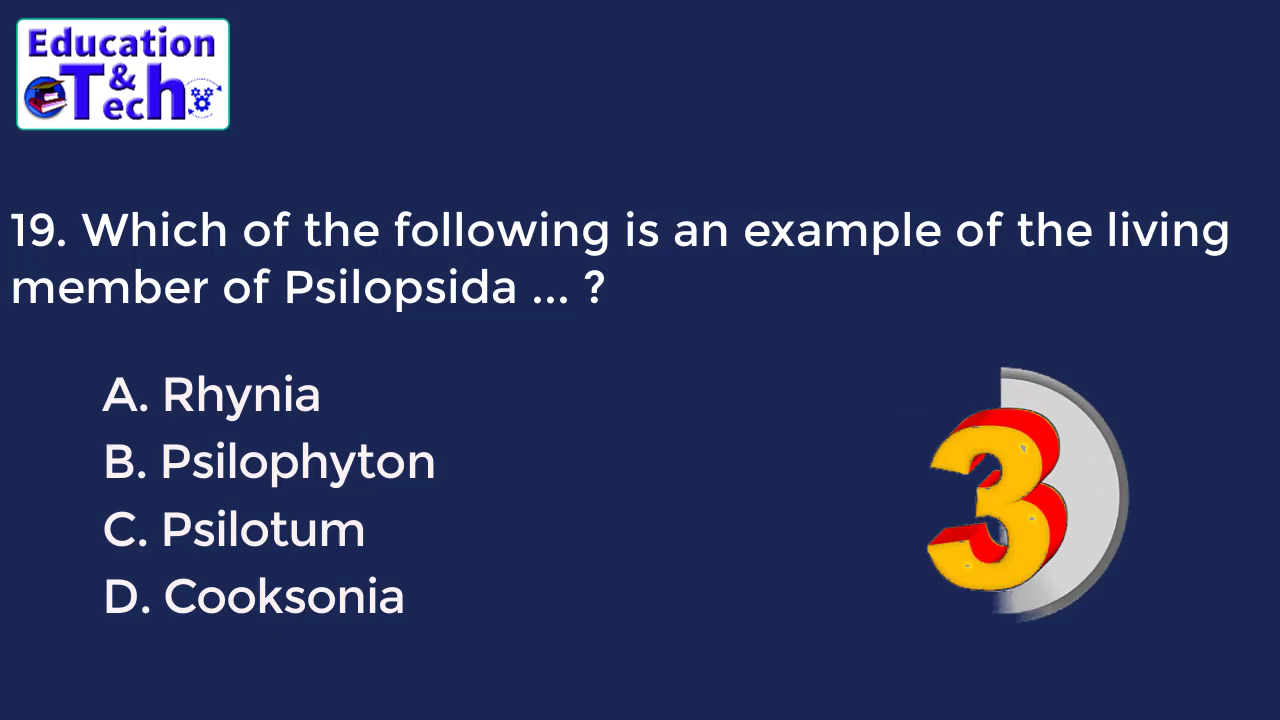 Education
&
Tech
19. Which of the following is an example of the living
member of Psilopsida ... ?
A. Rhynia
B. Psilophyton
C. Psilotum
D. Cooksonia
3